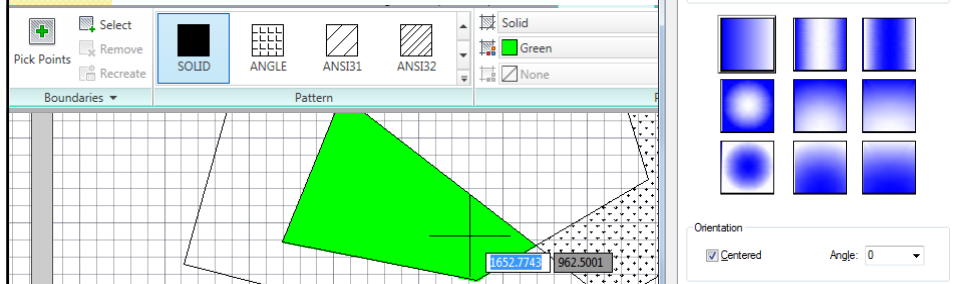 Select
Solid
Remove
Green
Pick Points
Recreate
SOLID
ANGLE
ANSI31
ANSI32
None
Boundaries
Pattern
1652.7743
962.5001
Orientation
Centered
Angle:
0